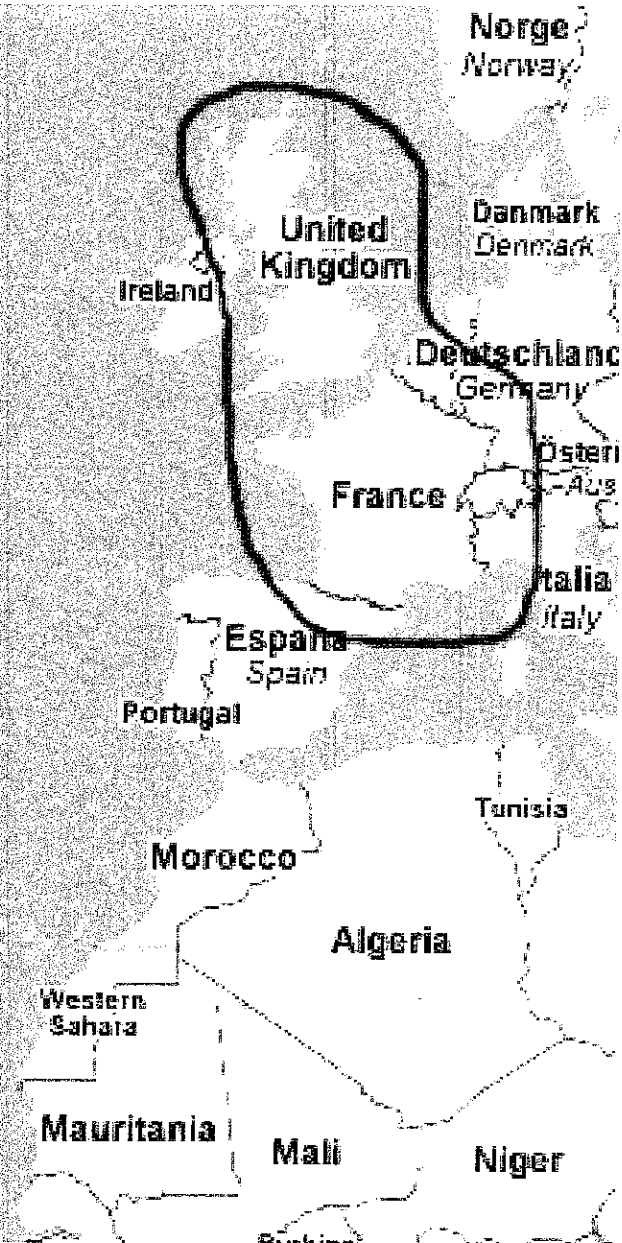 Norge
Norway
Danmark
Denmark
United
Kingdom
Ireland
Deutschland
Germany
Österr
Aus
France
Italia
Italy
España
Spain
Portugal
Tunisia
Morocco
Algeria
Western
Sahara
Mauritania
Mali
Niger